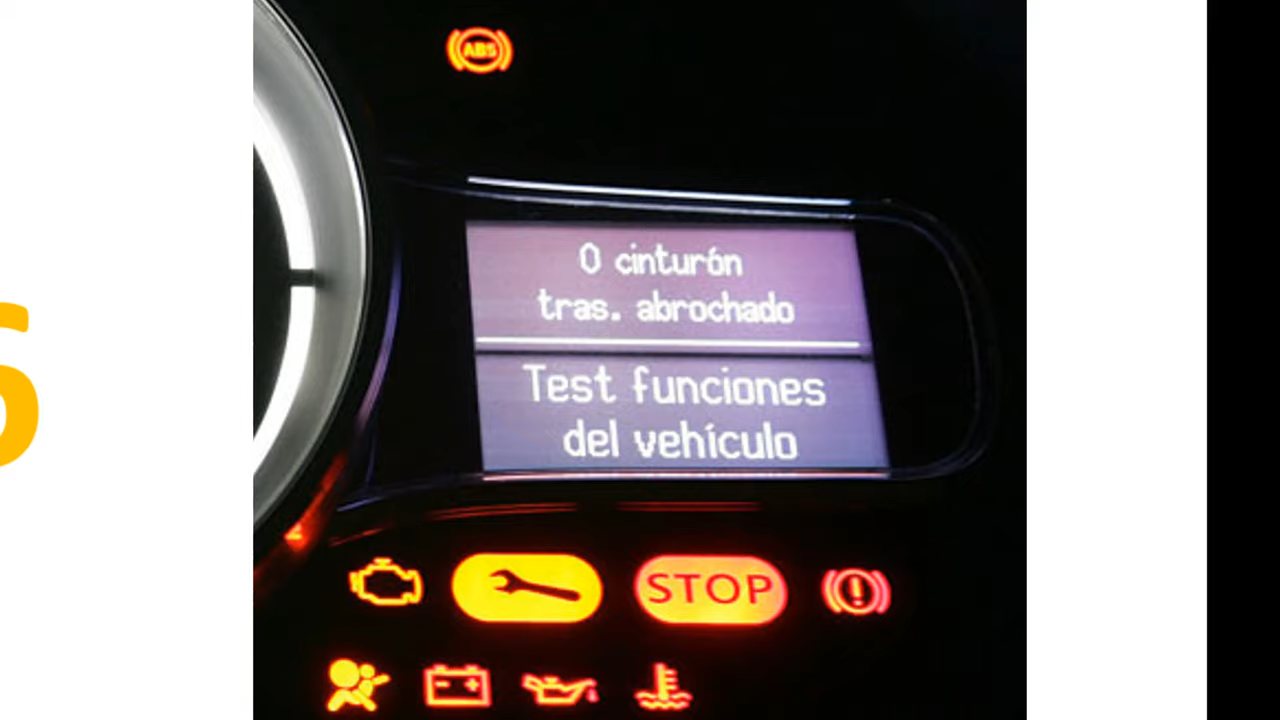 ABS
0 cinturón
tras. abrochado
Test funciones
del vehículo
STOP